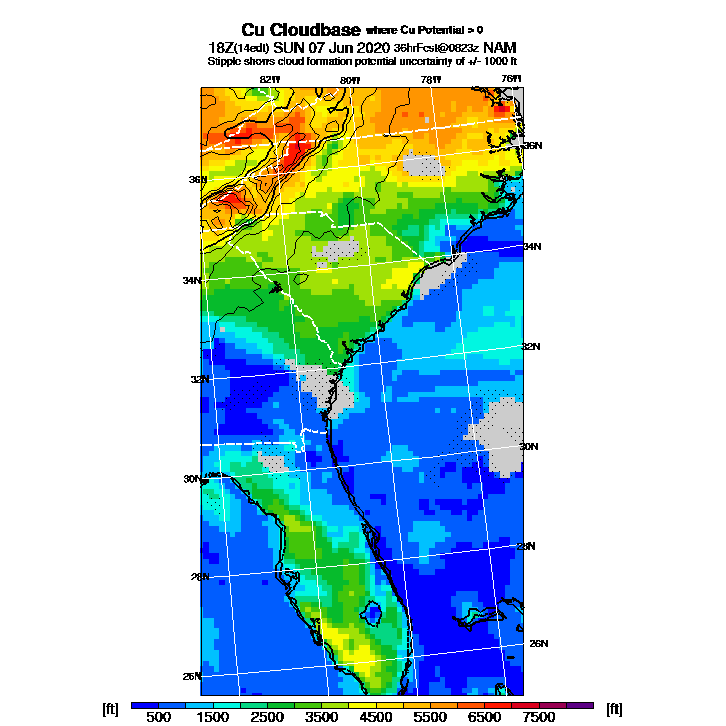 Cu Cloudbase where Cu Potential > 0
18Z(14edt) SUN 07 Jun 2020 36hrFcst@0823z NAM
Stipple shows cloud formation potential uncertainty of +/- 1000 ft
82W 80W 78W 76W
36N
36N
34N
34N
32N
32N
30N
30N
28N
28N
26N
26N
[ft] 500 1500 2500 3500 4500 5500 6500 7500 [ft]